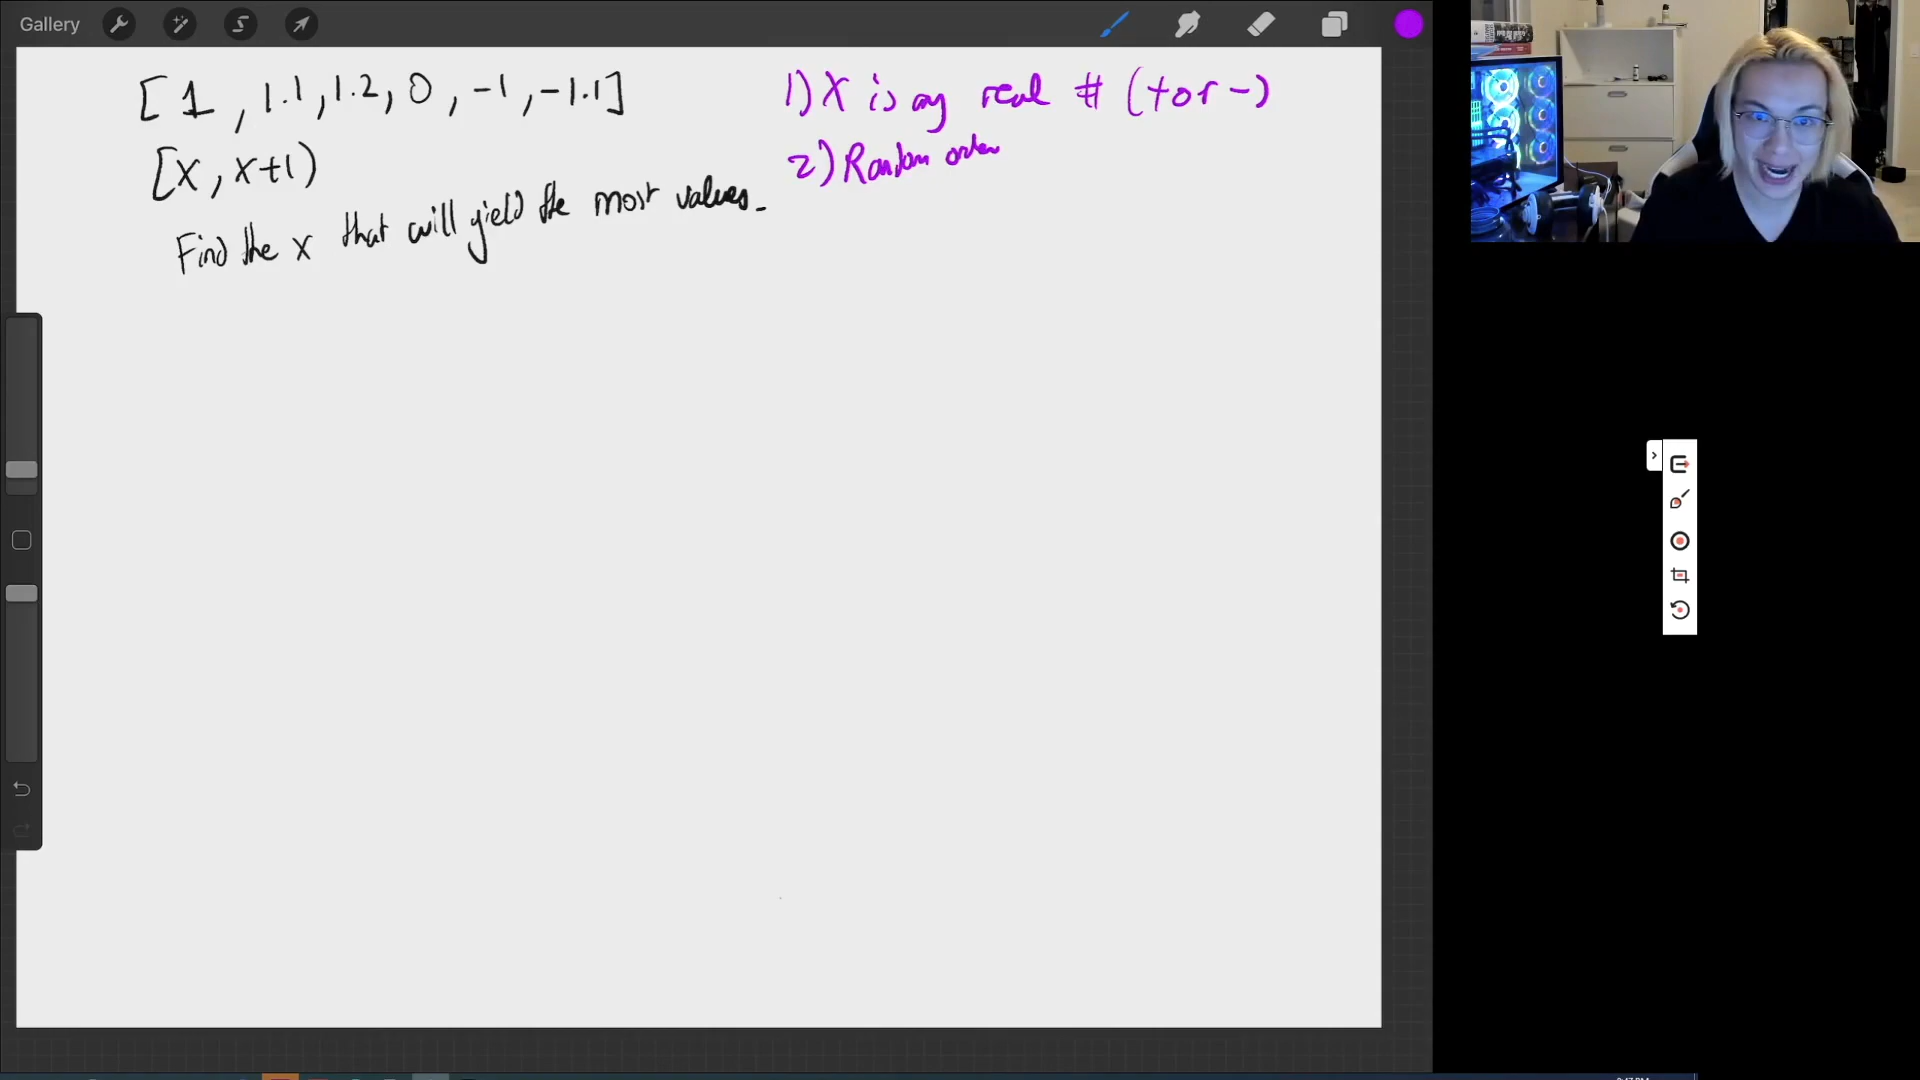 Gallery
[ 1 , 1.1 , 1.2 , 0 , -1 , -1.1 ]
[x , x+1)
Find the x that will yield the most values.
1) X is any real # (+ or -)
2) Random order